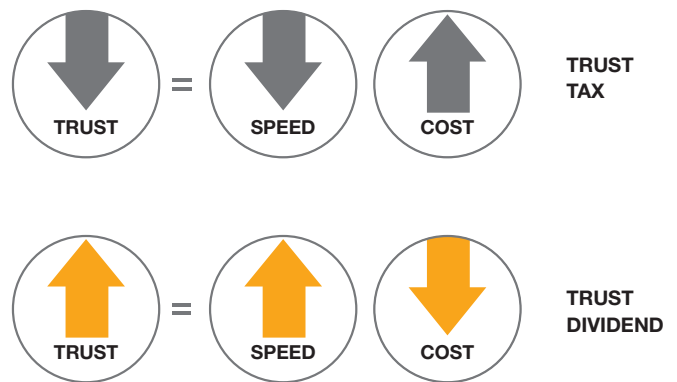 TRUST
=
SPEED
COST
TRUST
TAX
TRUST
=
SPEED
COST
TRUST
DIVIDEND